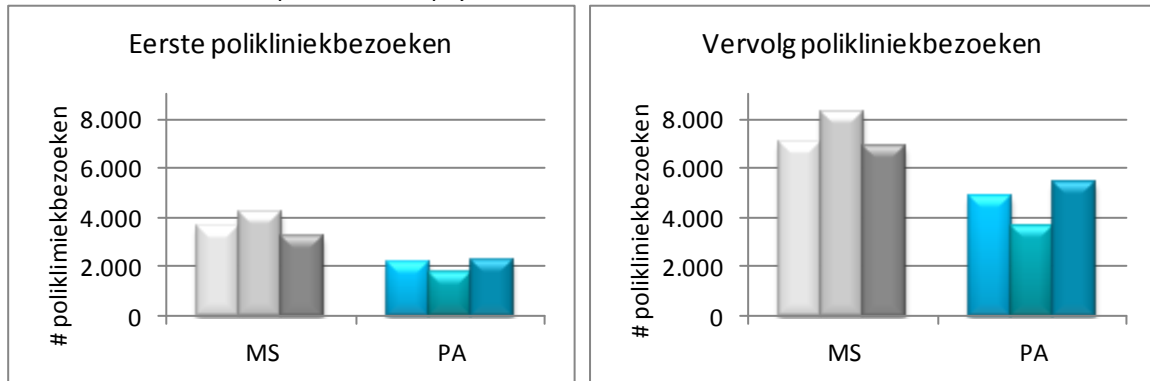 Eerste polikliniekbezoeken
# poliklimiekbezoeken
8.000
6.000
4.000
2.000
0
MS
PA
Vervolg polikliniekbezoeken
# polikliniekbezoeken
8.000
6.000
4.000
2.000
0
MS
PA